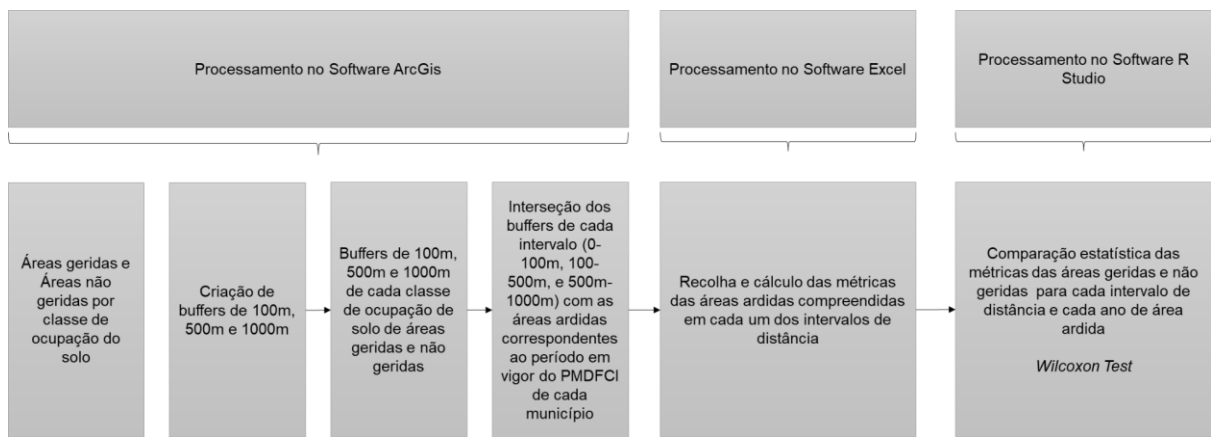 Processamento no Software ArcGis
Processamento no Software Excel
Processamento no Software R
Studio
Áreas geridas e
Áreas não
geridas por
classe de
ocupação do
solo
Criação de
buffers de 100m,
500m e 1000m
Buffers de 100m,
500m e 1000m
de cada classe
de ocupação de
solo de áreas
geridas e não
geridas
Interseção dos
buffers de cada
intervalo (0-
100m, 100-
500m, e 500m-
1000m) com as
áreas ardidas
correspondentes
ao período em
vigor do PMDFCI
de cada
município
Recolha e cálculo das métricas
das áreas ardidas compreendidas
em cada um dos intervalos de
distância
Comparação estatística das
métricas das áreas geridas e não
geridas para cada intervalo de
distância e cada ano de área
ardida
Wilcoxon Test